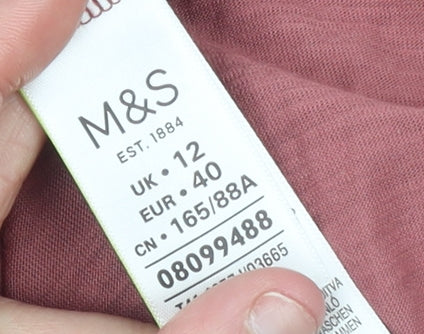 M&S
EST. 1884
UK • 12
EUR • 40
CN • 165/88A
08099488